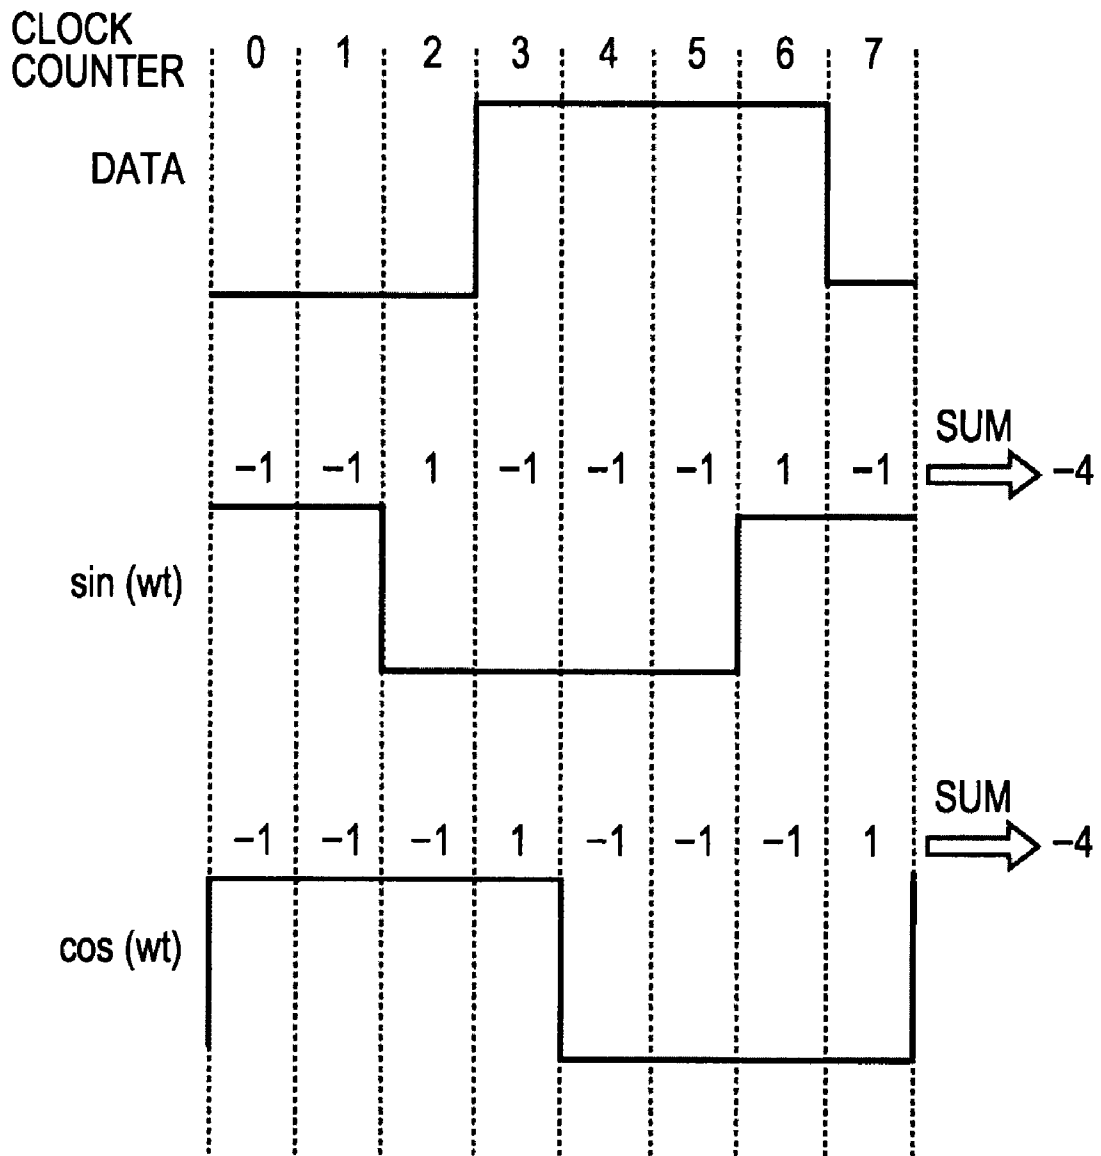 CLOCK
COUNTER 0 1 2 3 4 5 6 7
DATA
SUM
−1 −1 1 −1 −1 −1 1 −1 −4
sin (wt)
SUM
−1 −1 −1 1 −1 −1 −1 1 −4
cos (wt)